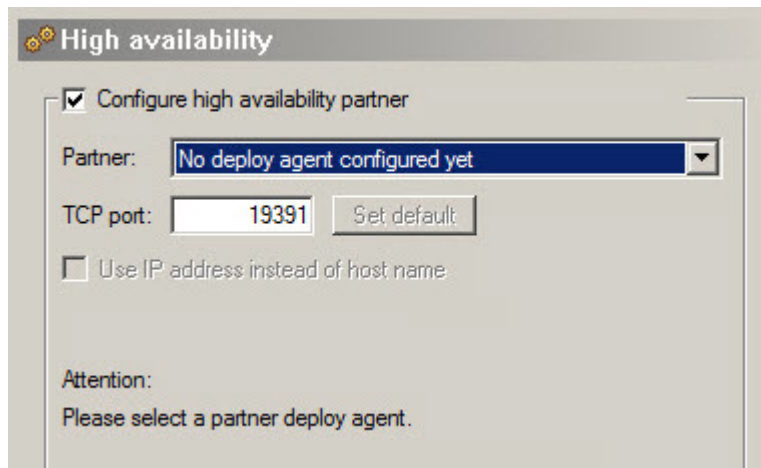 High availability
Configure high availability partner
Partner: No deploy agent configured yet
TCP port: 19391 Set default
Use IP address instead of host name
Attention:
Please select a partner deploy agent.